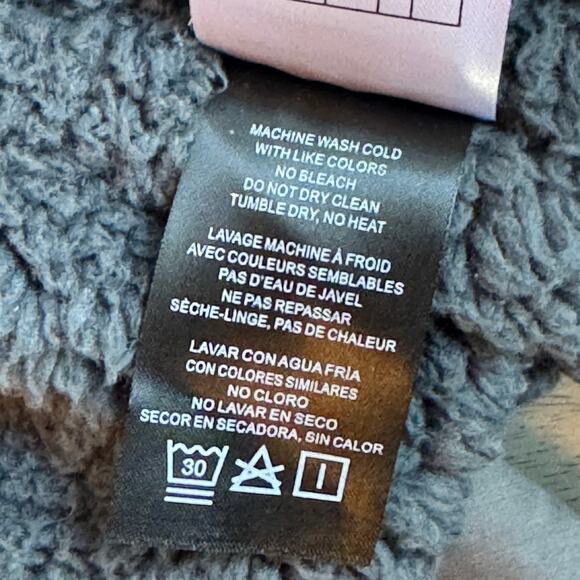 MACHINE WASH COLD
WITH LIKE COLORS
NO BLEACH
DO NOT DRY CLEAN
TUMBLE DRY, NO HEAT
LAVAGE MACHINE À FROID
AVEC COULEURS SEMBLABLES
PAS D'EAU DE JAVEL
NE PAS REPASSAR
SÈCHE-LINGE, PAS DE CHALEUR
LAVAR CON AGUA FRÍA
CON COLORES SIMILARES
NO CLORO
NO LAVAR EN SECO
SECOR EN SECADORA, SIN CALOR
30